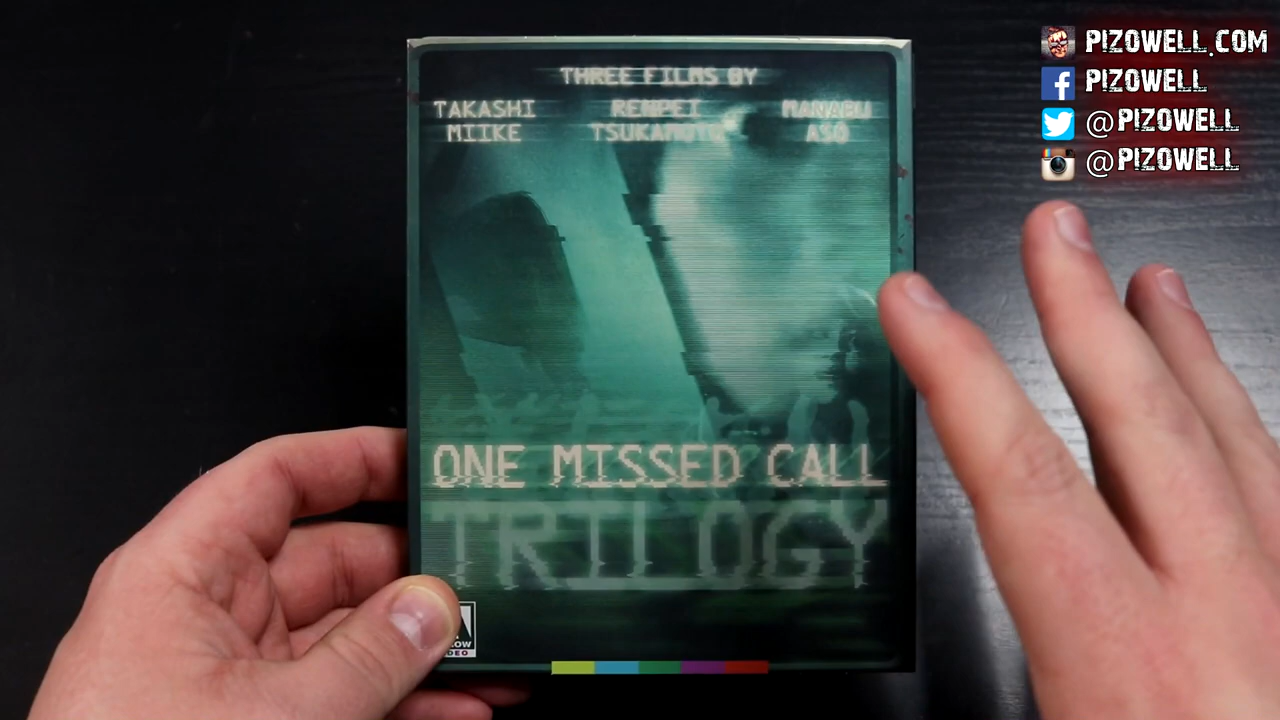 THREE FILMS BY
TAKASHI
MIIKE
RENPEI
TSUKAMOTO
MANABU
ASO
ONE MISSED CALL
TRILOGY
PIZOWELL.COM
PIZOWELL
@PIZOWELL
@PIZOWELL